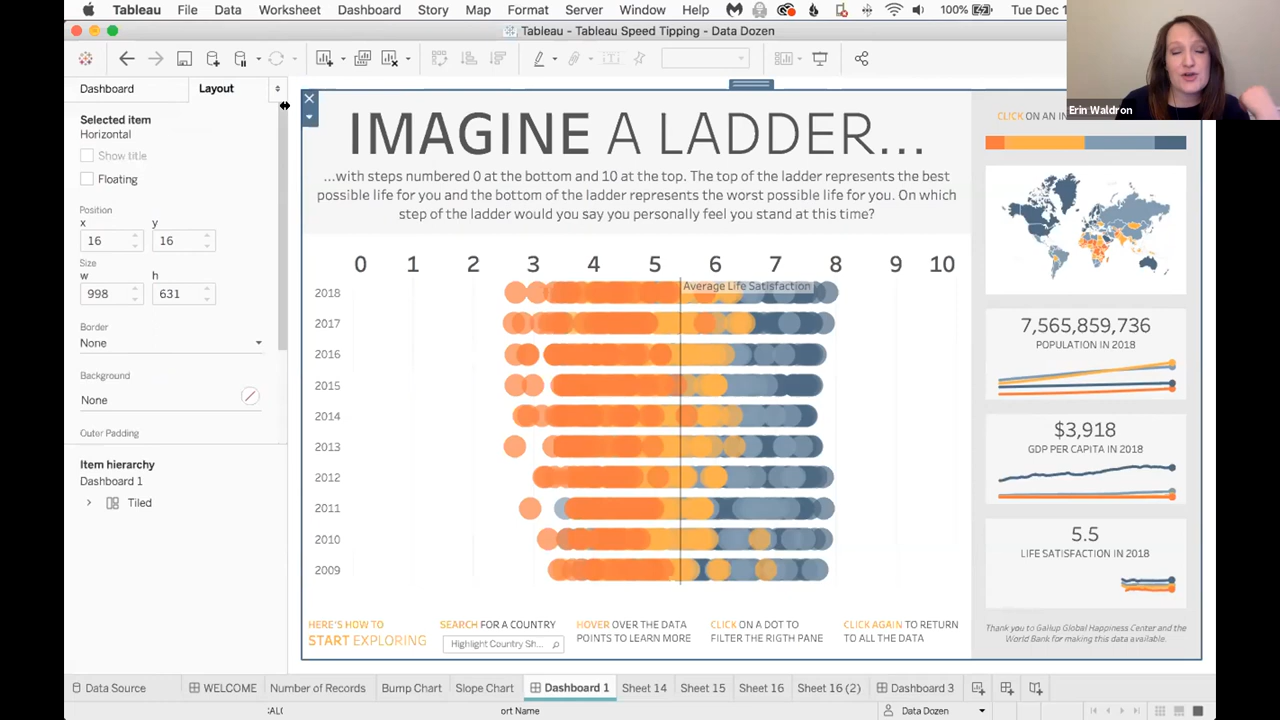 Tableau File Data Worksheet Dashboard Story Map Format Server Window Help 100% Tue Dec 1
Tableau - Tableau Speed Tipping - Data Dozen
Erin Waldron
Dashboard Layout
Selected item
Horizontal
Show title
Floating
Position
x y
16 16
Size
w h
998 631
Border
None
Background
None
Outer Padding
Item hierarchy
Dashboard 1
Tiled
IMAGINE A LADDER...
...with steps numbered 0 at the bottom and 10 at the top. The top of the ladder represents the best
possible life for you and the bottom of the ladder represents the worst possible life for you. On which
step of the ladder would you say you personally feel you stand at this time?
0 1 2 3 4 5 6 7 8 9 10
Average Life Satisfaction
2018
2017
2016
2015
2014
2013
2012
2011
2010
2009
HERE'S HOW TO
START EXPLORING
SEARCH FOR A COUNTRY
Highlight Country Sh...
HOVER OVER THE DATA
POINTS TO LEARN MORE
CLICK ON A DOT TO
FILTER THE RIGTH PANE
CLICK AGAIN TO RETURN
TO ALL THE DATA
CLICK ON AN IN
7,565,859,736
POPULATION IN 2018
$3,918
GDP PER CAPITA IN 2018
5.5
LIFE SATISFACTION IN 2018
Thank you to Gallup Global Happiness Center and the
World Bank for making this data available.
Data Source WELCOME Number of Records Bump Chart Slope Chart Dashboard 1 Sheet 14 Sheet 15 Sheet 16 Sheet 16 (2) Dashboard 3
ort Name Data Dozen